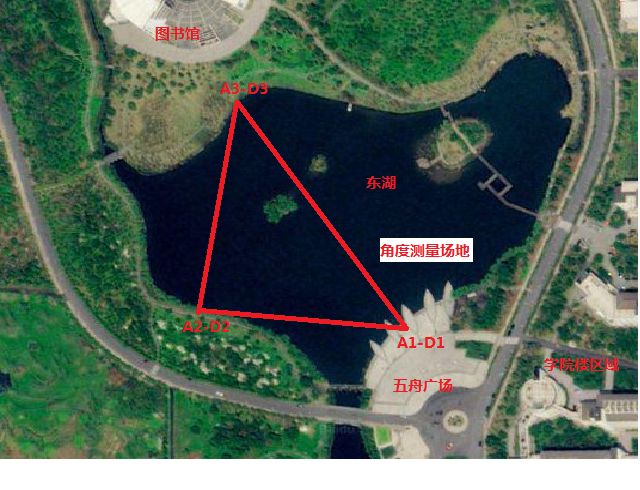 图书馆
A3-D3
东湖
角度测量场地
A2-D2
A1-D1
学院楼区域
五舟广场